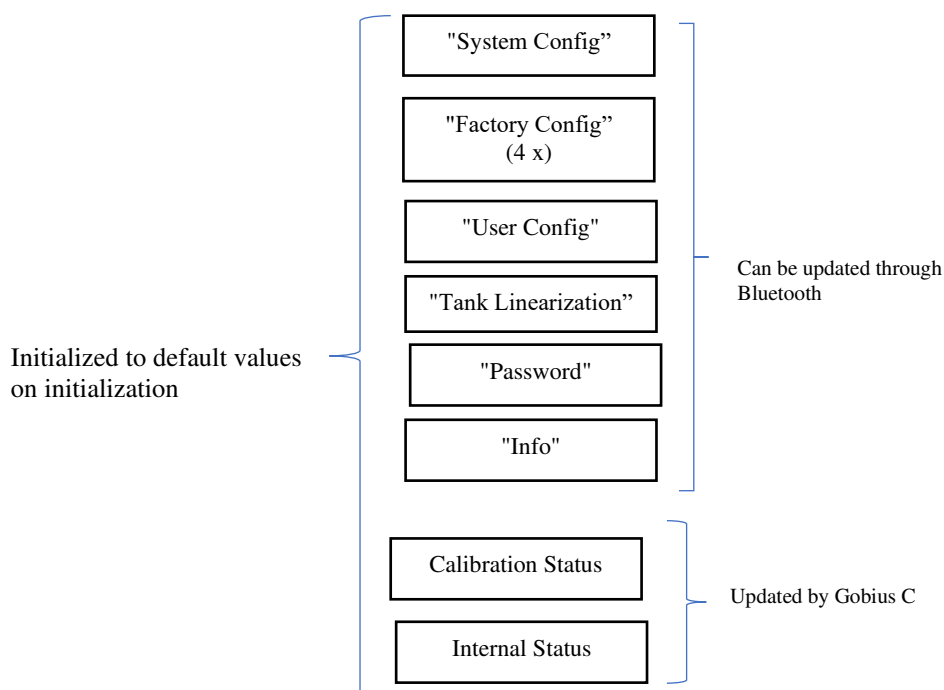 "System Config”
"Factory Config”
(4 x)
"User Config"
"Tank Linearization”
"Password"
"Info"
Can be updated through
Bluetooth
Initialized to default values
on initialization
Calibration Status
Internal Status
Updated by Gobius C